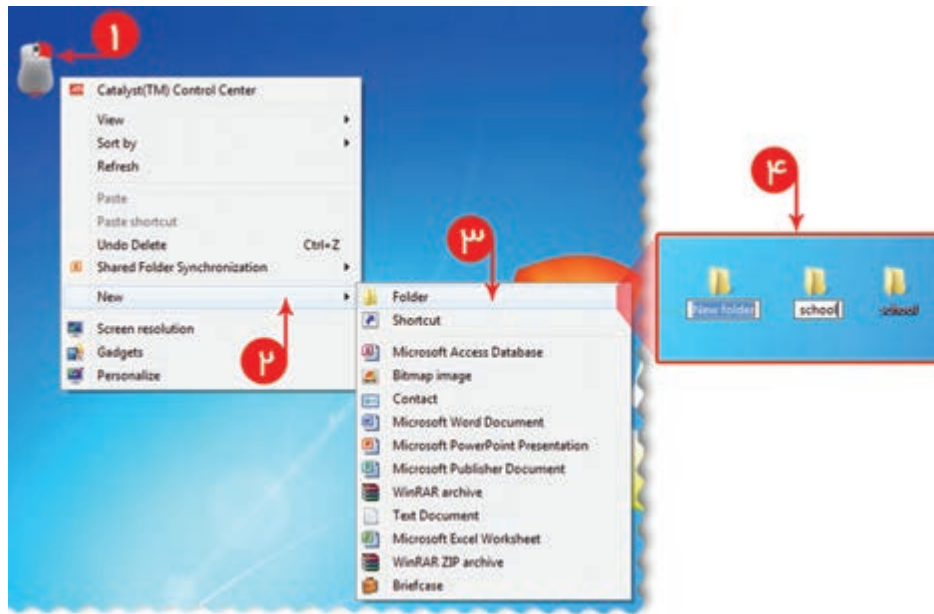 ۱
Catalyst(TM) Control Center
View
Sort by
Refresh
Paste
Paste shortcut
Undo Delete Ctrl+Z
Shared Folder Synchronization
New
Screen resolution
Gadgets
Personalize
۲
۳
Folder
Shortcut
Microsoft Access Database
Bitmap image
Contact
Microsoft Word Document
Microsoft PowerPoint Presentation
Microsoft Publisher Document
WinRAR archive
Text Document
Microsoft Excel Worksheet
WinRAR ZIP archive
Briefcase
۴
New folder school school